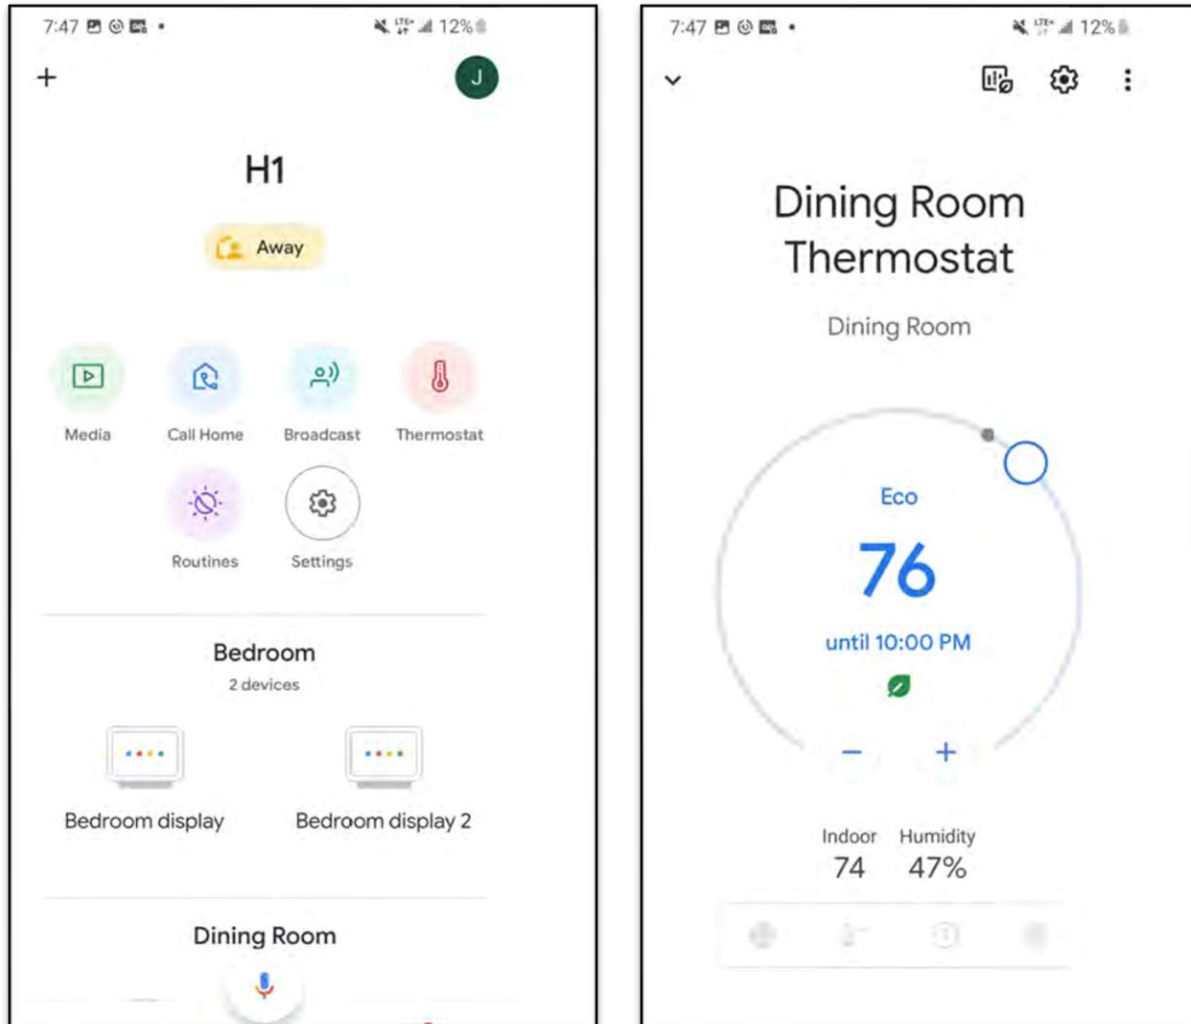 7:47
LTE+
12%
J
H1
Away
Media
Call Home
Broadcast
Thermostat
Routines
Settings
Bedroom
2 devices
Bedroom display
Bedroom display 2
Dining Room
7:47
LTE+
12%
Dining Room
Thermostat
Dining Room
Eco
76
until 10:00 PM
− +
Indoor Humidity
74 47%